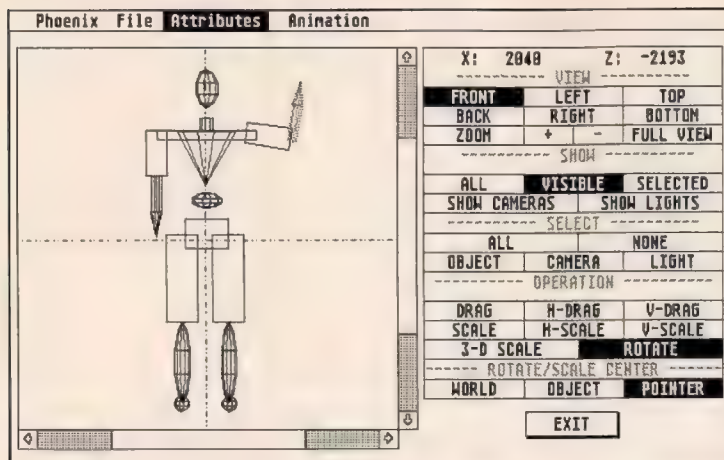 Phoenix File Attributes Animation
X: 2048 Z: -2193
VIEW
FRONT LEFT TOP
BACK RIGHT BOTTOM
ZOOM + - FULL VIEW
SHOW
ALL VISIBLE SELECTED
SHOW CAMERAS SHOW LIGHTS
SELECT
ALL NONE
OBJECT CAMERA LIGHT
OPERATION
DRAG H-DRAG V-DRAG
SCALE H-SCALE V-SCALE
3-D SCALE ROTATE
ROTATE/SCALE CENTER
WORLD OBJECT POINTER
EXIT